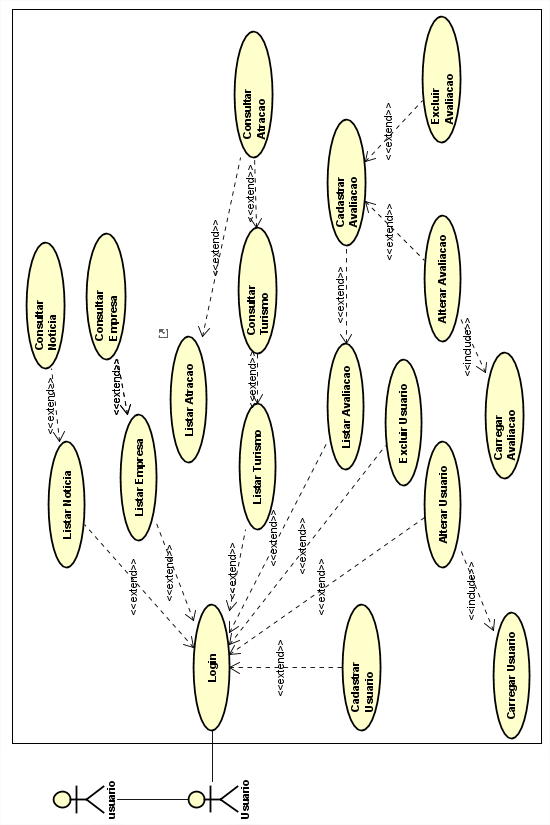 usuario
Usuario
Login
<<extend>>
Cadastrar
Usuario
Listar Noticia
<<extend>>
Consultar
Noticia
<<extend>>
Listar Empresa
<<extend>>
Consultar
Empresa
<<extend>>
Listar Atracao
<<extend>>
Consultar
Atracao
<<extend>>
Consultar
Turismo
<<extend>>
Listar Turismo
<<extend>>
Listar Avaliacao
<<extend>>
Cadastrar
Avaliacao
<<extend>>
Excluir
Avaliacao
<<extend>>
Alterar Avaliacao
<<extend>>
<<include>>
Carregar
Avaliacao
Excluir Usuario
<<extend>>
Alterar Usuario
<<extend>>
<<include>>
Carregar Usuario